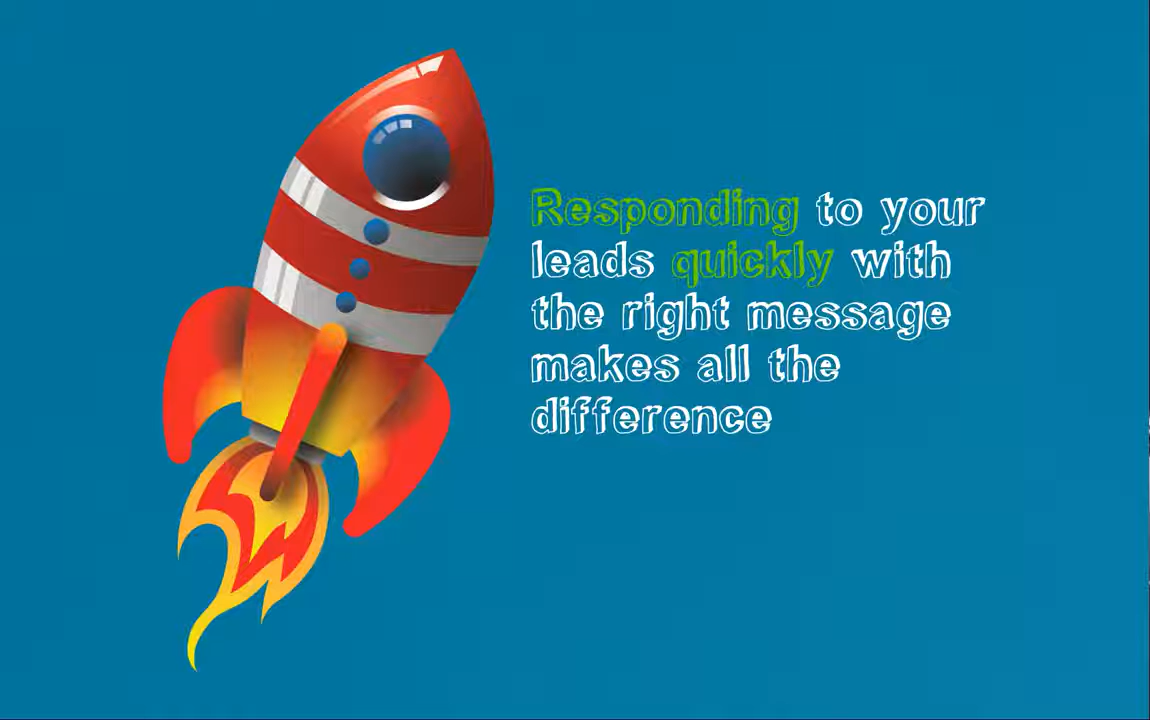 Responding to your
leads quickly with
the right message
makes all the
difference